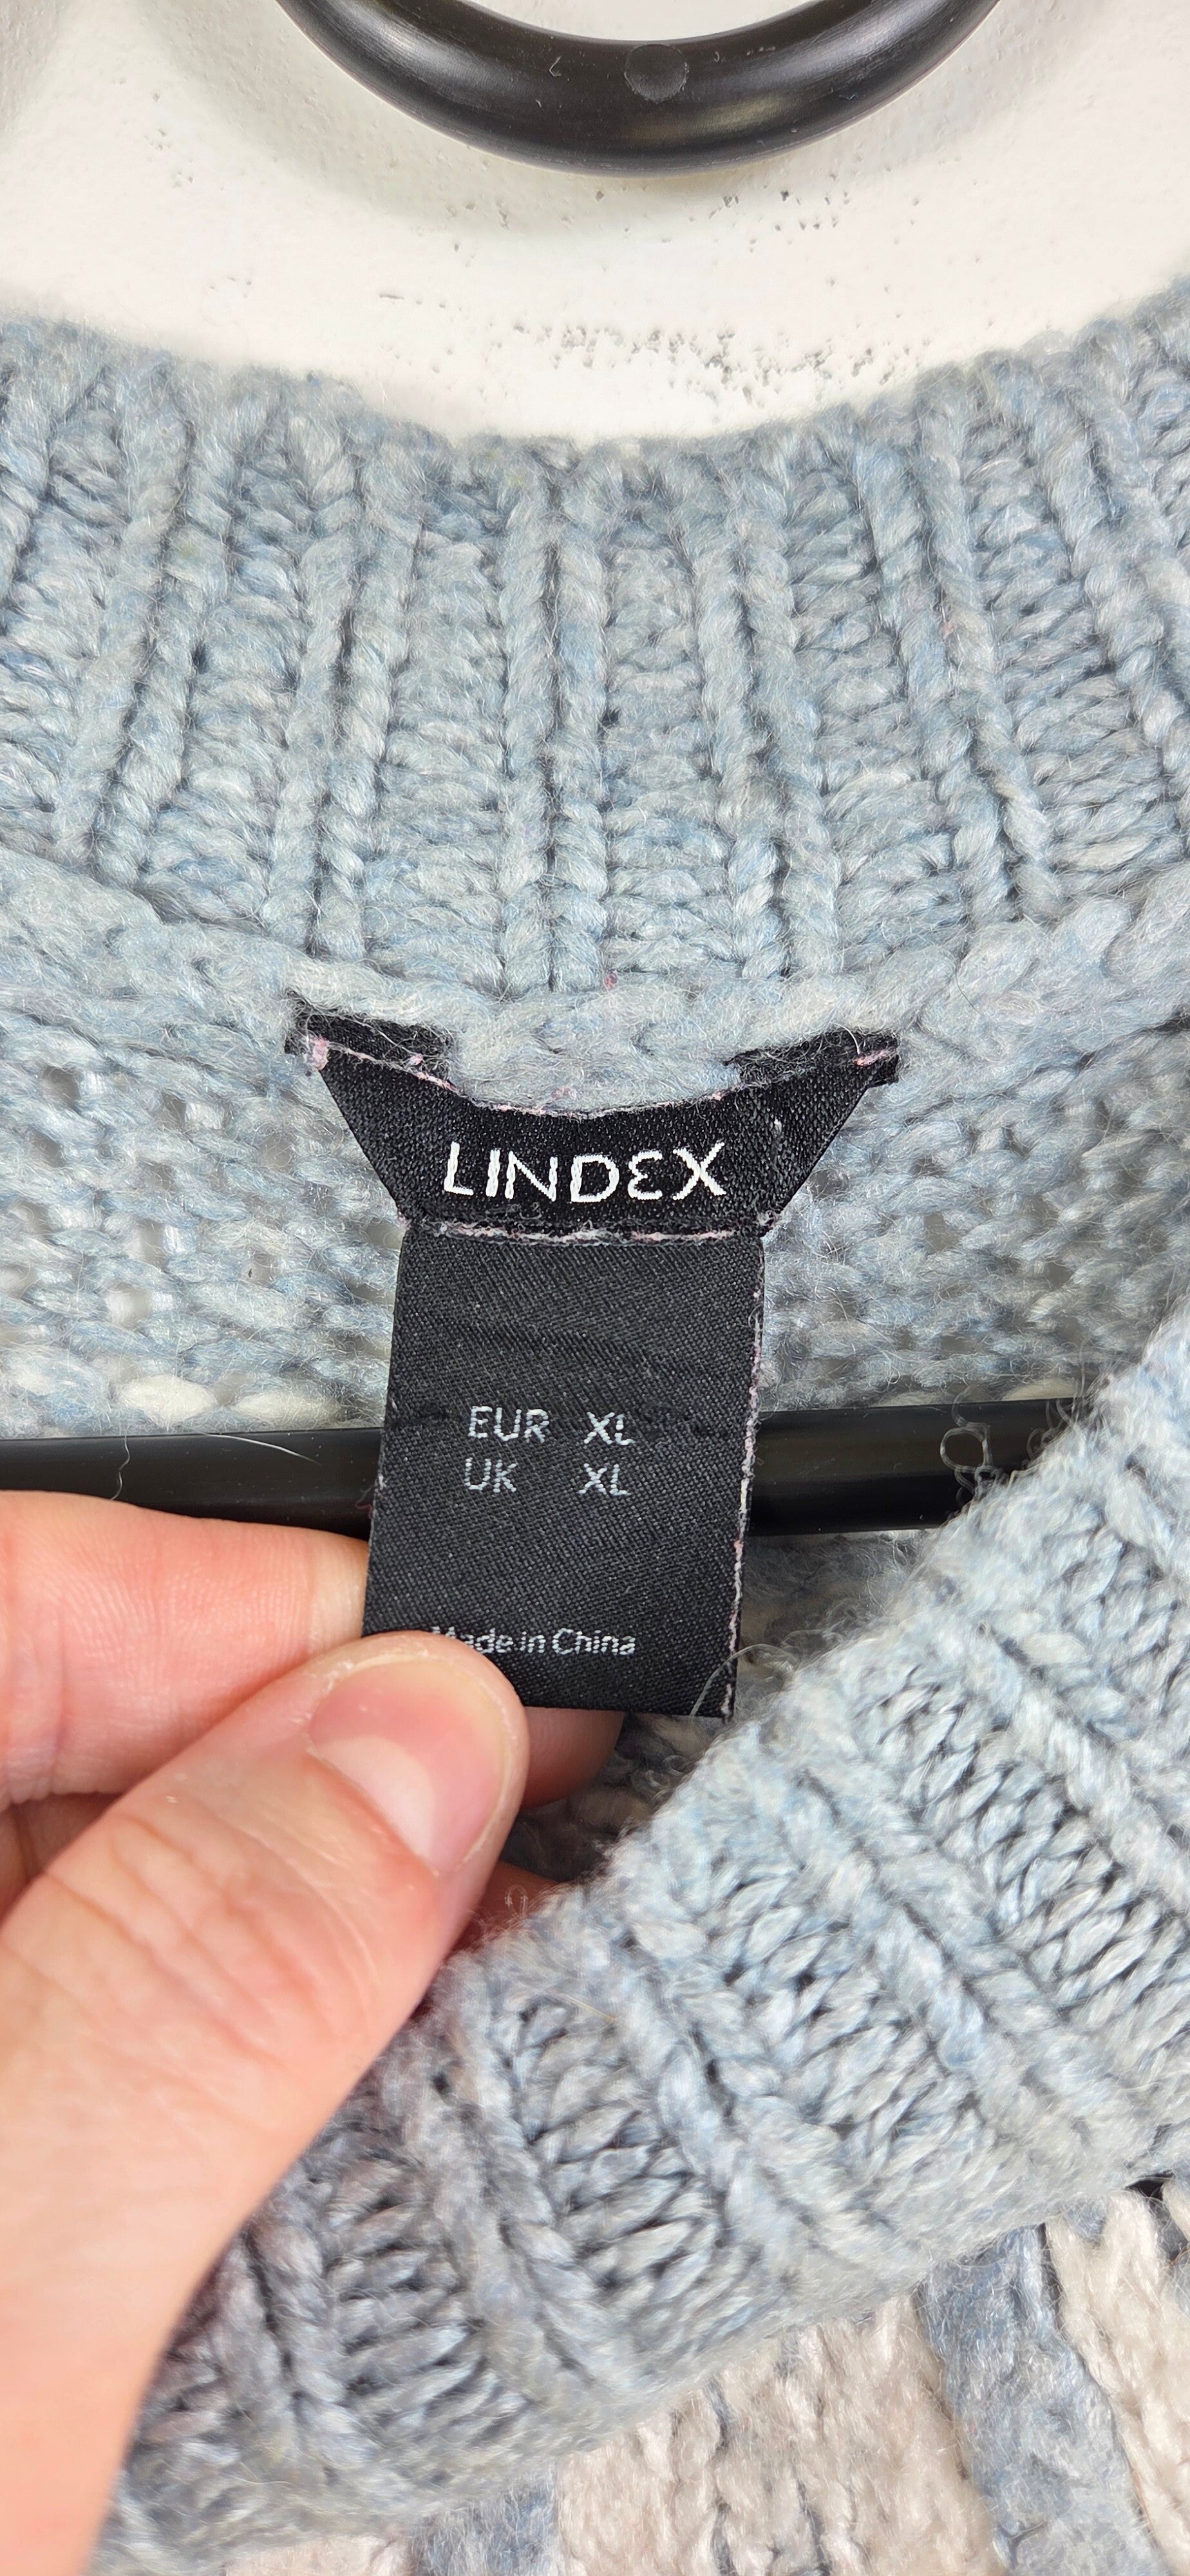 LINDEX
EUR XL
UK XL
Made in China